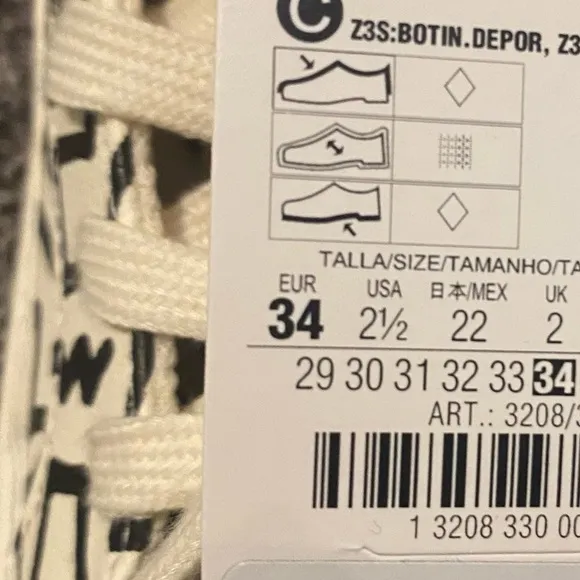 C Z3S:BOTIN.DEPOR, Z3
TALLA/SIZE/TAMANHO/TA
EUR USA 日本/MEX UK
34 2½ 22 2
29 30 31 32 33 34
ART.: 3208/3
1 3208 330 00